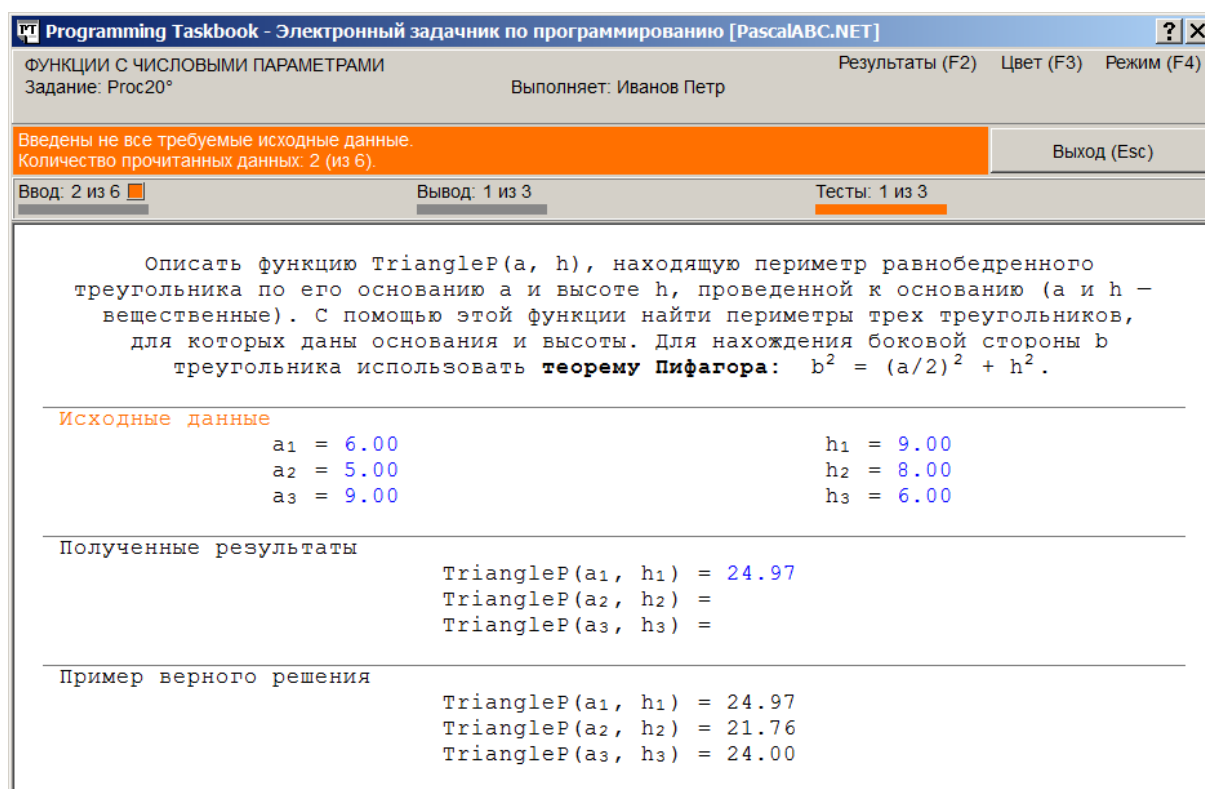 Programming Taskbook - Электронный задачник по программированию [PascalABC.NET]
ФУНКЦИИ С ЧИСЛОВЫМИ ПАРАМЕТРАМИ Результаты (F2) Цвет (F3) Режим (F4)
Задание: Proc20° Выполняет: Иванов Петр
Введены не все требуемые исходные данные.
Количество прочитанных данных: 2 (из 6). Выход (Esc)
Ввод: 2 из 6 Вывод: 1 из 3 Тесты: 1 из 3
Описать функцию TriangleP(a, h), находящую периметр равнобедренного
треугольника по его основанию a и высоте h, проведенной к основанию (a и h —
вещественные). С помощью этой функции найти периметры трех треугольников,
для которых даны основания и высоты. Для нахождения боковой стороны b
треугольника использовать теорему Пифагора: b² = (a/2)² + h².
Исходные данные
a₁ = 6.00 h₁ = 9.00
a₂ = 5.00 h₂ = 8.00
a₃ = 9.00 h₃ = 6.00
Полученные результаты
TriangleP(a₁, h₁) = 24.97
TriangleP(a₂, h₂) =
TriangleP(a₃, h₃) =
Пример верного решения
TriangleP(a₁, h₁) = 24.97
TriangleP(a₂, h₂) = 21.76
TriangleP(a₃, h₃) = 24.00